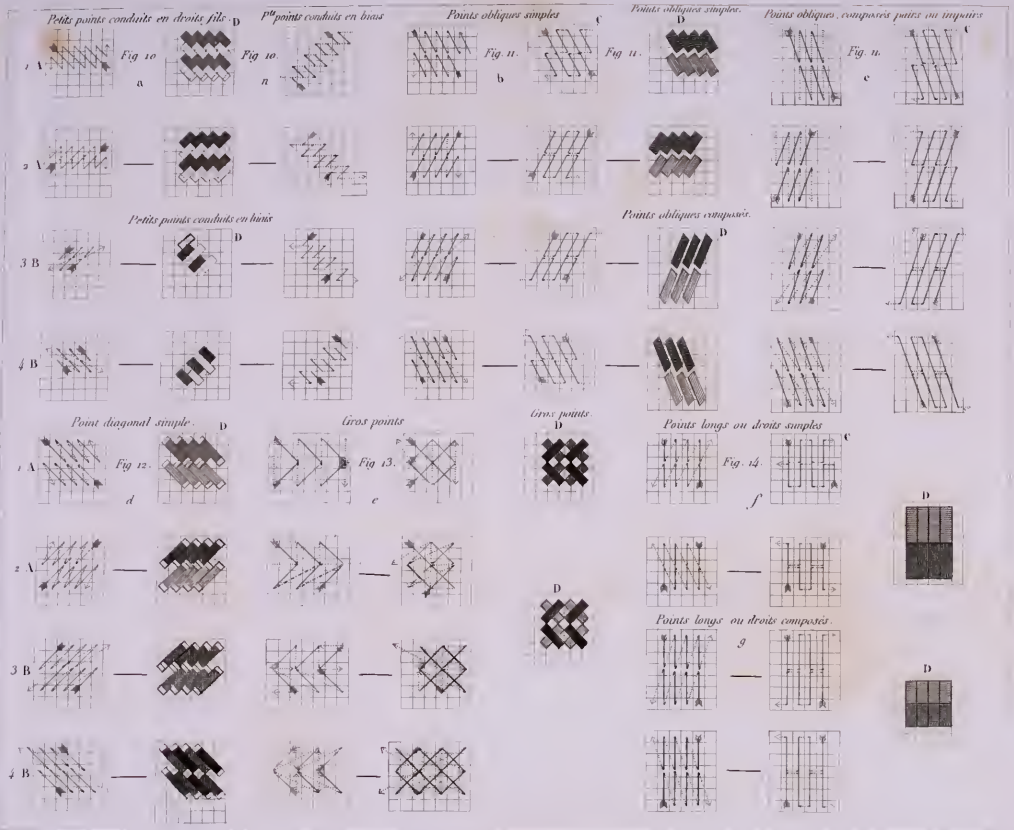 Petits points conduits en droits fils. D
Pts points conduits en biais
Points obliques simples C
Points obliques simples. D
Points obliques, composés pairs ou impairs C
1 A Fig 10 Fig 10. Fig. 11. Fig 11. Fig. 11.
a n b e
2 A
Petits points conduits en biais
Points obliques composés.
3 B D D
4 B
Point diagonal simple. D
Gros points
Gros points.
D
Points longs ou droits simples C
1 A Fig 12. Fig 13. Fig. 14.
d e f
D
2 A
D
Points longs ou droits composés.
g
3 B D
4 B